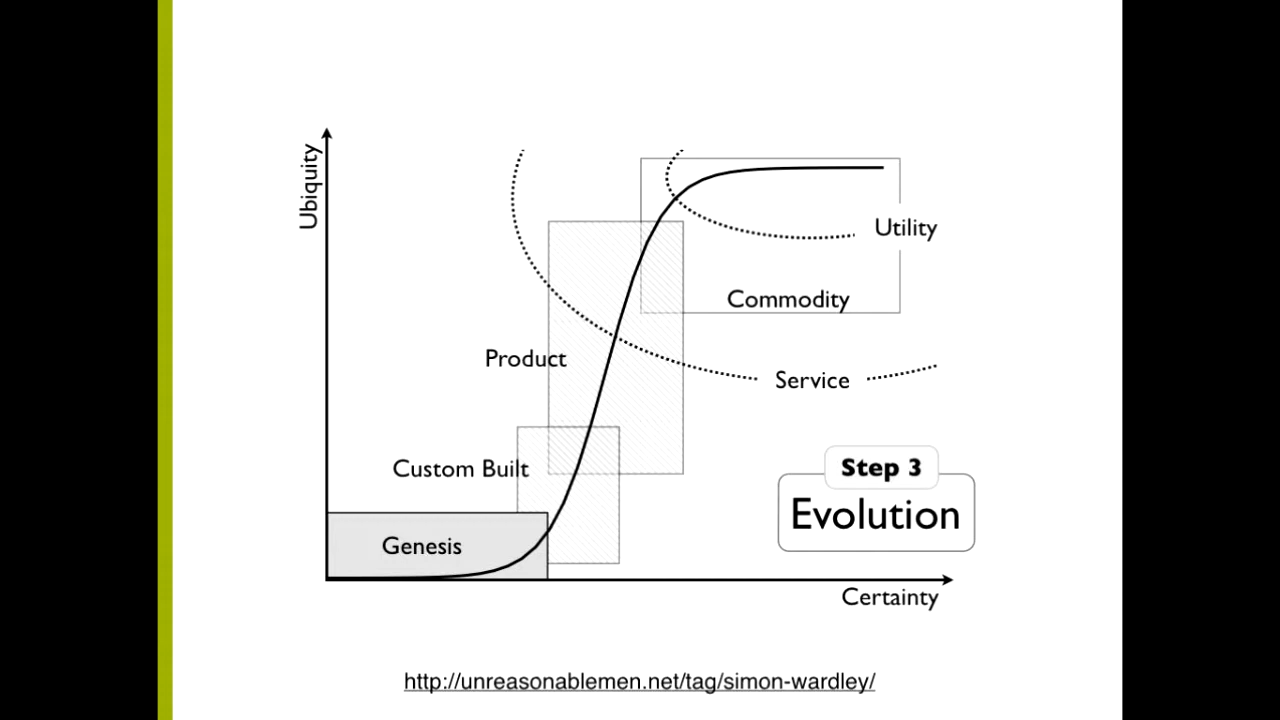 Ubiquity
Utility
Commodity
Product
Service
Custom Built
Step 3
Evolution
Genesis
Certainty
http://unreasonablemen.net/tag/simon-wardley/